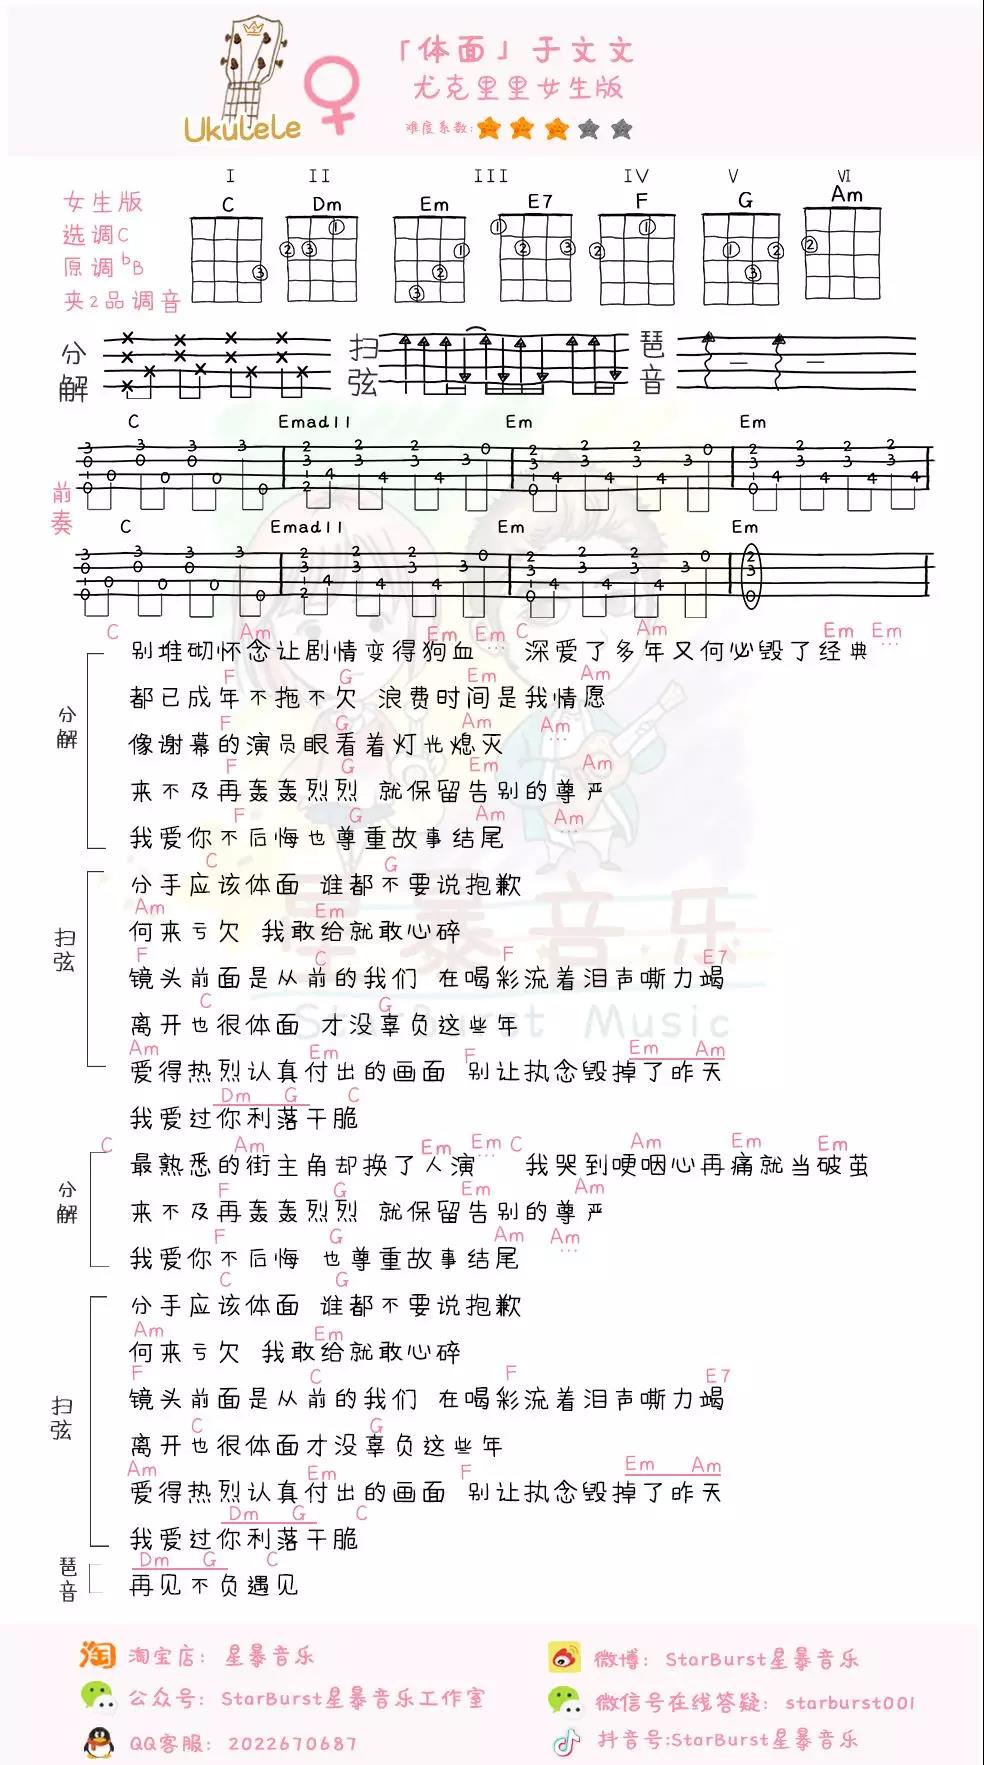 「体面」于文文
尤克里里女生版
Ukulele
难度系数:
I II III IV V VI
女生版
选调C
原调bB
夹2品调音
C Dm Em E7 F G Am
分解
扫弦
琶音
前奏
C Emad11 Em Em
C Emad11 Em Em
C Am Em Em... C Am Em Em...
分解
别堆砌怀念让剧情变得狗血 深爱了多年又何必毁了经典
F G Em Am
都已成年不拖不欠 浪费时间是我情愿
F G Am Am...
像谢幕的演员眼看着灯光熄灭
F G Em Am
来不及再轰轰烈烈 就保留告别的尊严
F G Am Am...
我爱你不后悔也尊重故事结尾
C G
扫弦
分手应该体面 谁都不要说抱歉
Am Em
何来亏欠 我敢给就敢心碎
F C F E7
镜头前面是从前的我们 在喝彩流着泪声嘶力竭
C G
离开也很体面 才没辜负这些年
Am Em F Em Am
爱得热烈认真付出的画面 别让执念毁掉了昨天
Dm G C
我爱过你利落干脆
C Am Em Em... C Am Em Em
分解
最熟悉的街主角却换了人演 我哭到哽咽心再痛就当破茧
F G Em Am
来不及再轰轰烈烈 就保留告别的尊严
F G Am Am...
我爱你不后悔 也尊重故事结尾
C G
扫弦
分手应该体面 谁都不要说抱歉
Am Em
何来亏欠 我敢给就敢心碎
F C F E7
镜头前面是从前的我们 在喝彩流着泪声嘶力竭
C G
离开也很体面才没辜负这些年
Am Em F Em Am
爱得热烈认真付出的画面 别让执念毁掉了昨天
Dm G C
我爱过你利落干脆
Dm G C
琶音
再见不负遇见
星暴音乐
StarBurst Music
淘
淘宝店：星暴音乐
微博：StarBurst星暴音乐
公众号：StarBurst星暴音乐工作室
微信号在线答疑：starburst001
QQ客服：2022670687
抖音号:StarBurst星暴音乐